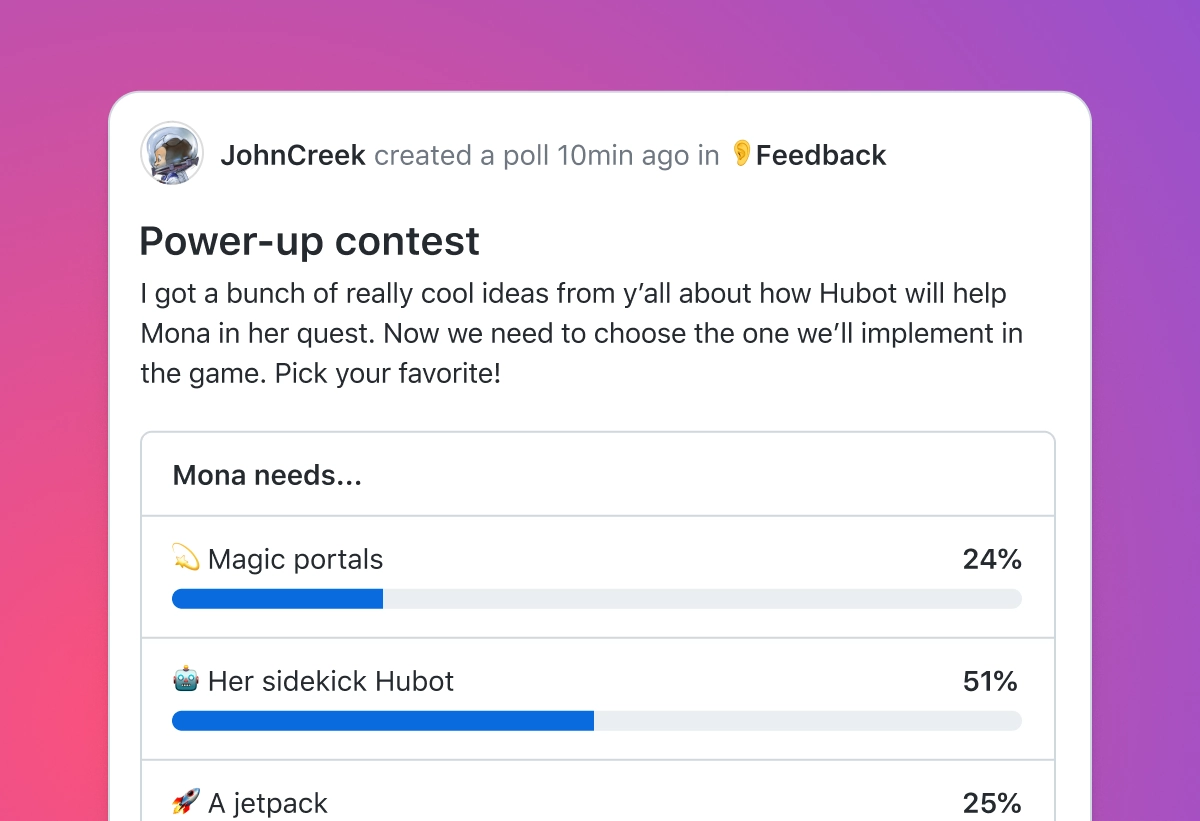 JohnCreek created a poll 10min ago in 👂Feedback
Power-up contest
I got a bunch of really cool ideas from y’all about how Hubot will help
Mona in her quest. Now we need to choose the one we’ll implement in
the game. Pick your favorite!
Mona needs...
💫 Magic portals 24%
🤖 Her sidekick Hubot 51%
🚀 A jetpack 25%